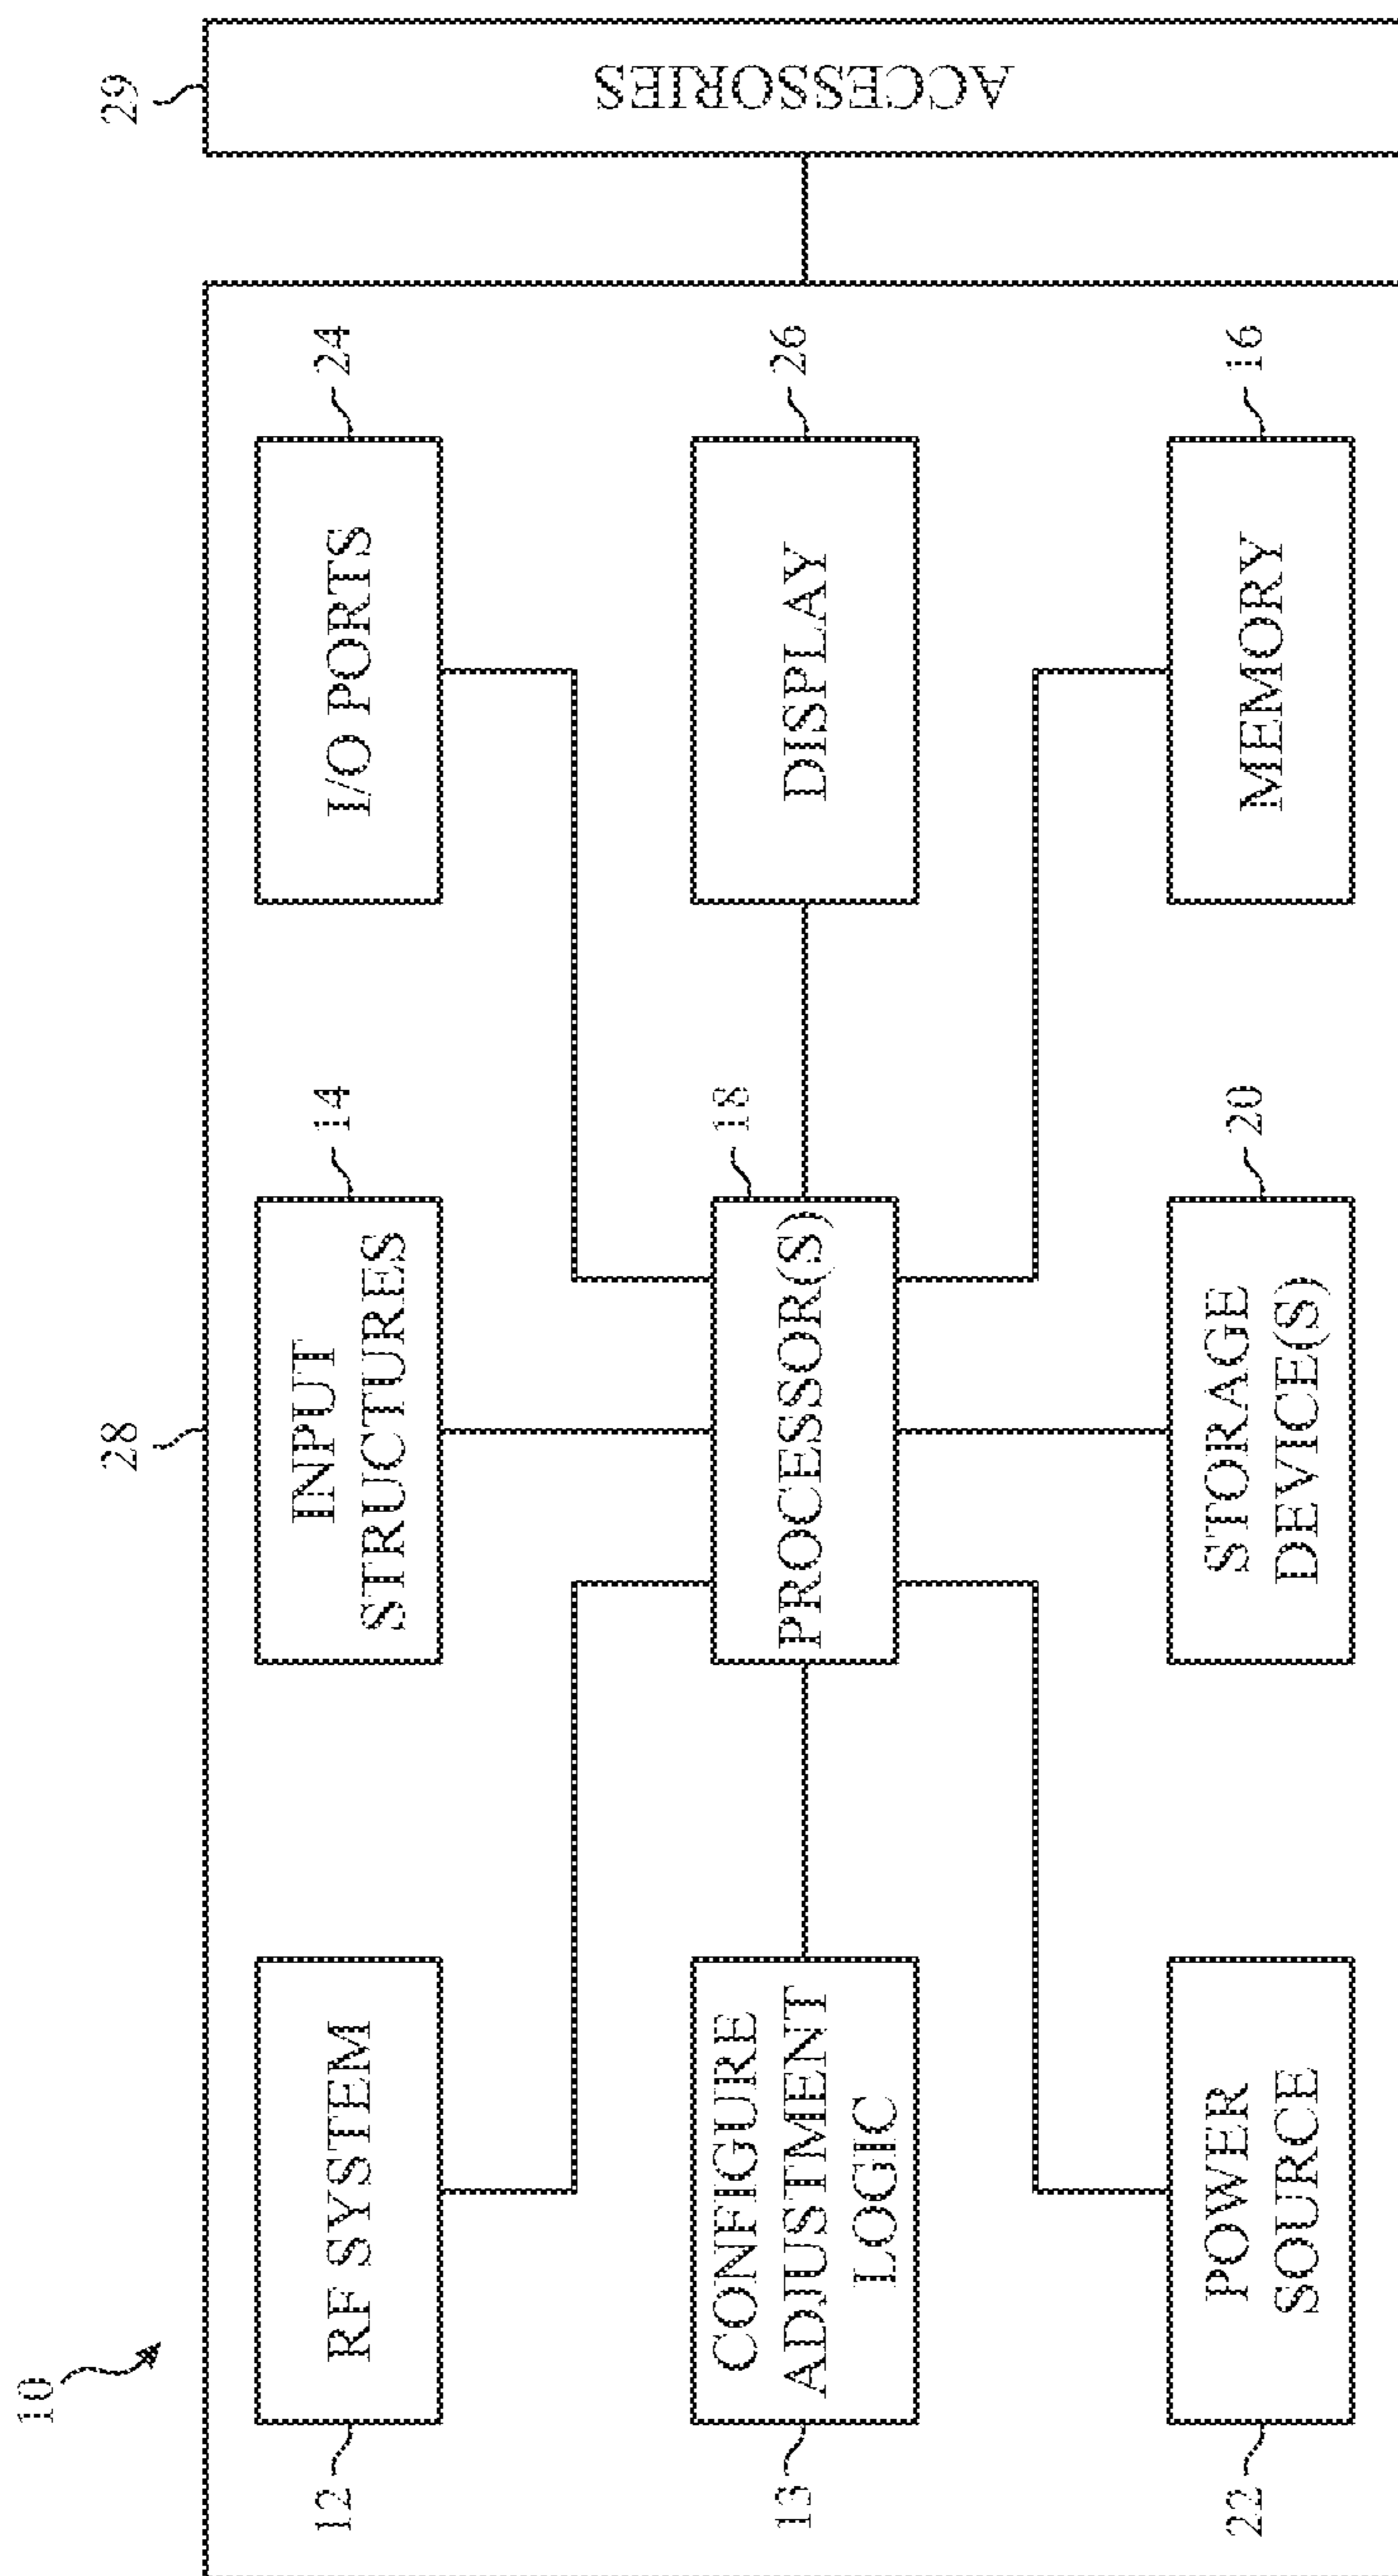 10
28
29
12
RF SYSTEM
INPUT
STRUCTURES
14
I/O PORTS
24
13
CONFIGURE
ADJUSTMENT
LOGIC
18
PROCESSOR(S)
DISPLAY
26
22
POWER
SOURCE
STORAGE
DEVICE(S)
20
MEMORY
16
ACCESSORIES